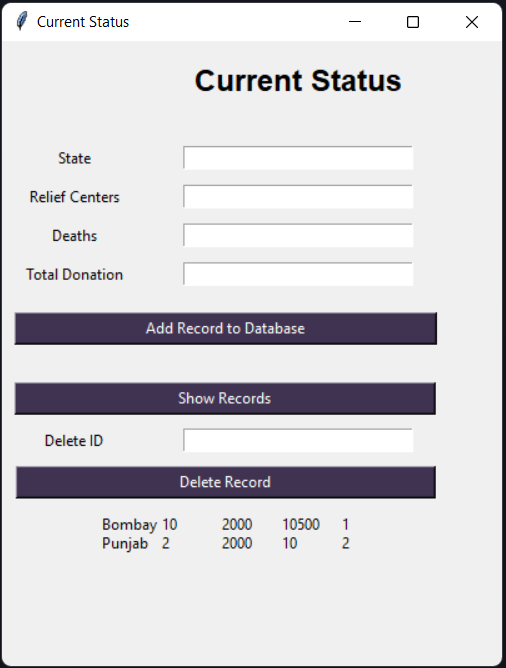 Current Status
Current Status
State
Relief Centers
Deaths
Total Donation
Add Record to Database
Show Records
Delete ID
Delete Record
Bombay 10 2000 10500 1
Punjab 2 2000 10 2